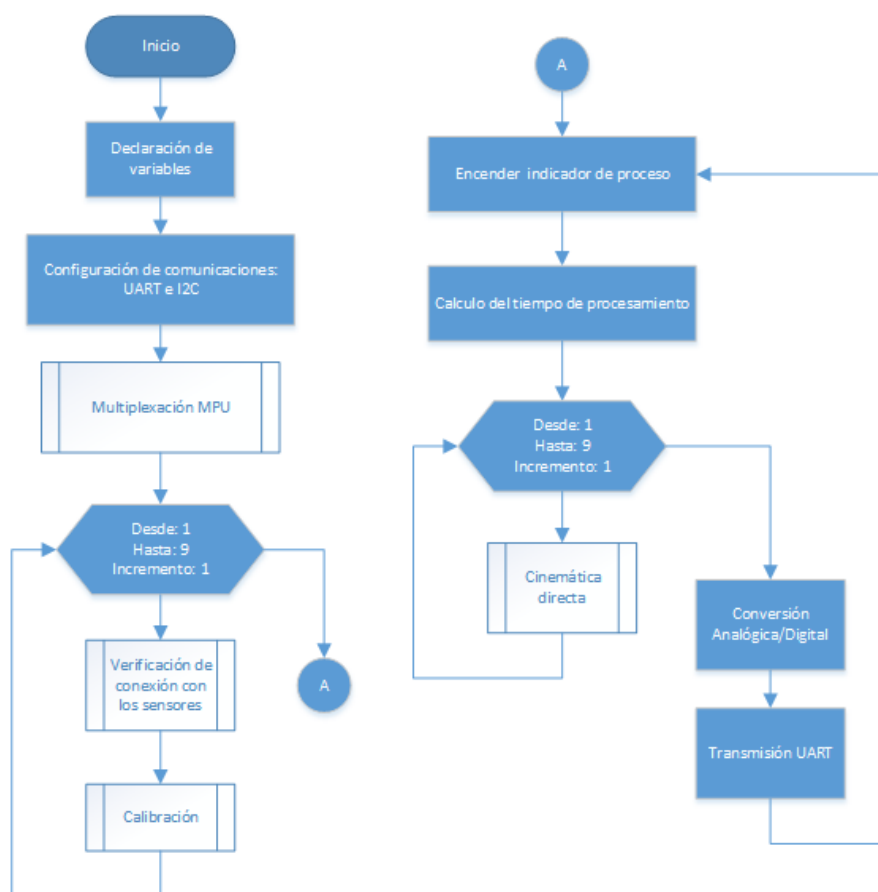 Inicio
Declaración de
variables
Configuración de comunicaciones:
UART e I2C
Multiplexación MPU
Desde: 1
Hasta: 9
Incremento: 1
Verificación de
conexión con
los sensores
Calibración
A
A
Encender indicador de proceso
Calculo del tiempo de procesamiento
Desde: 1
Hasta: 9
Incremento: 1
Cinemática
directa
Conversión
Analógica/Digital
Transmisión UART